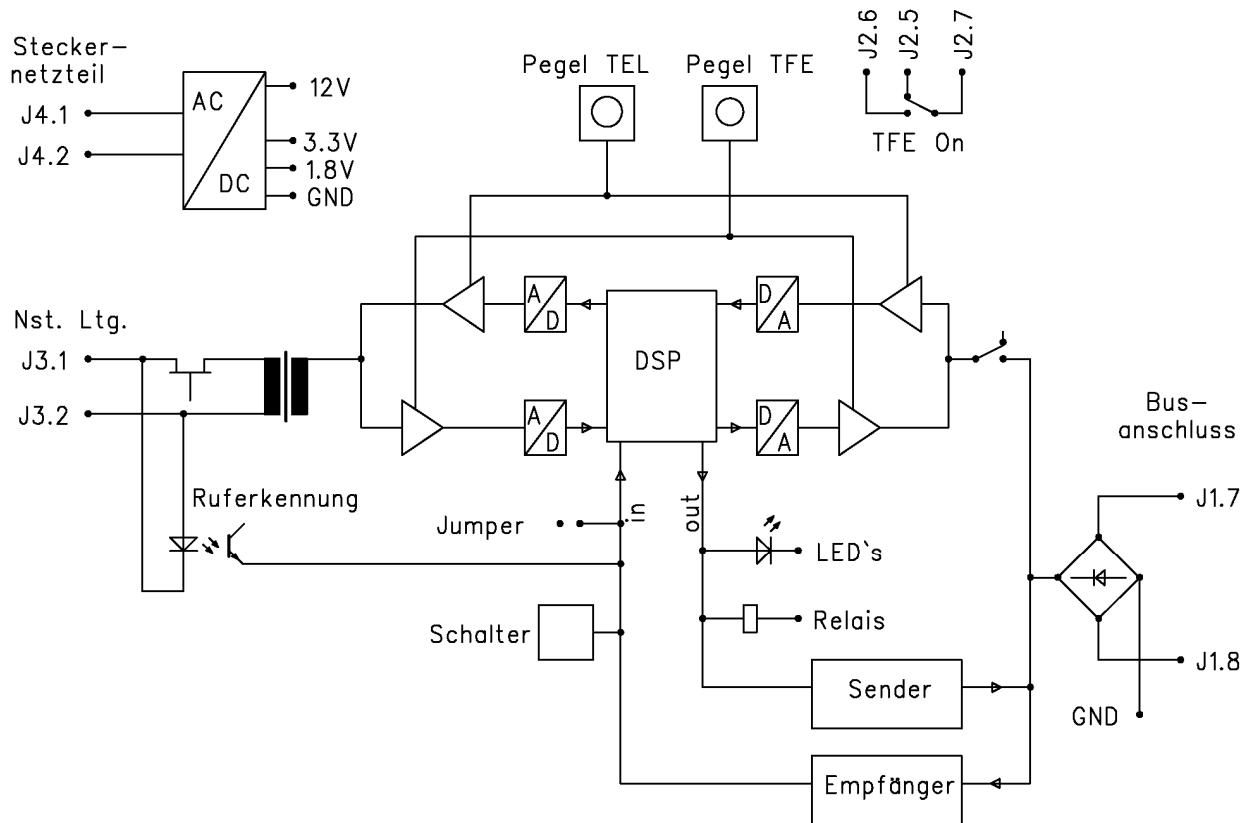 Stecker-
netzteil
J4.1
J4.2
AC
DC
12V
3.3V
1.8V
GND
Pegel TEL
Pegel TFE
J2.6
J2.5
J2.7
TFE On
Nst. Ltg.
J3.1
J3.2
A
D
D
A
DSP
A
D
D
A
Bus-
anschluss
Ruferkennung
Jumper
in
out
J1.7
LED`s
Schalter
Relais
J1.8
Sender
GND
Empfänger